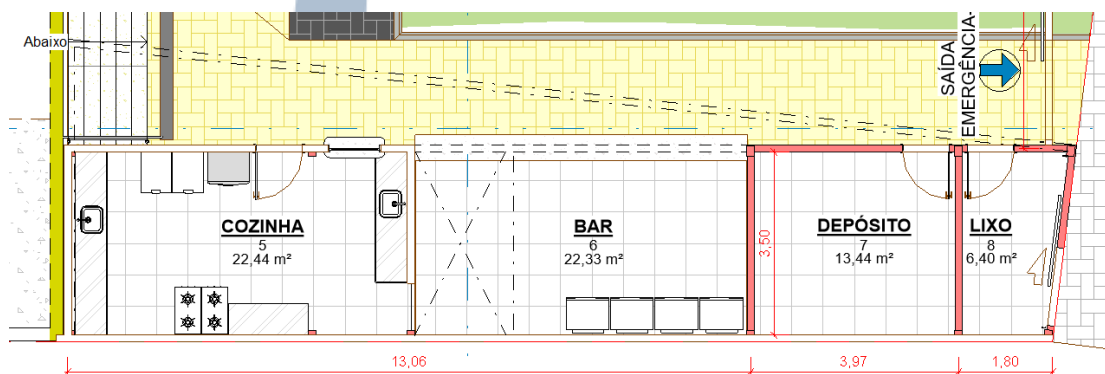 Abaixo
SAÍDA
EMERGÊNCIA
COZINHA
5
22,44 m²
BAR
6
22,33 m²
3,50
DEPÓSITO
7
13,44 m²
LIXO
8
6,40 m²
13,06
3,97
1,80